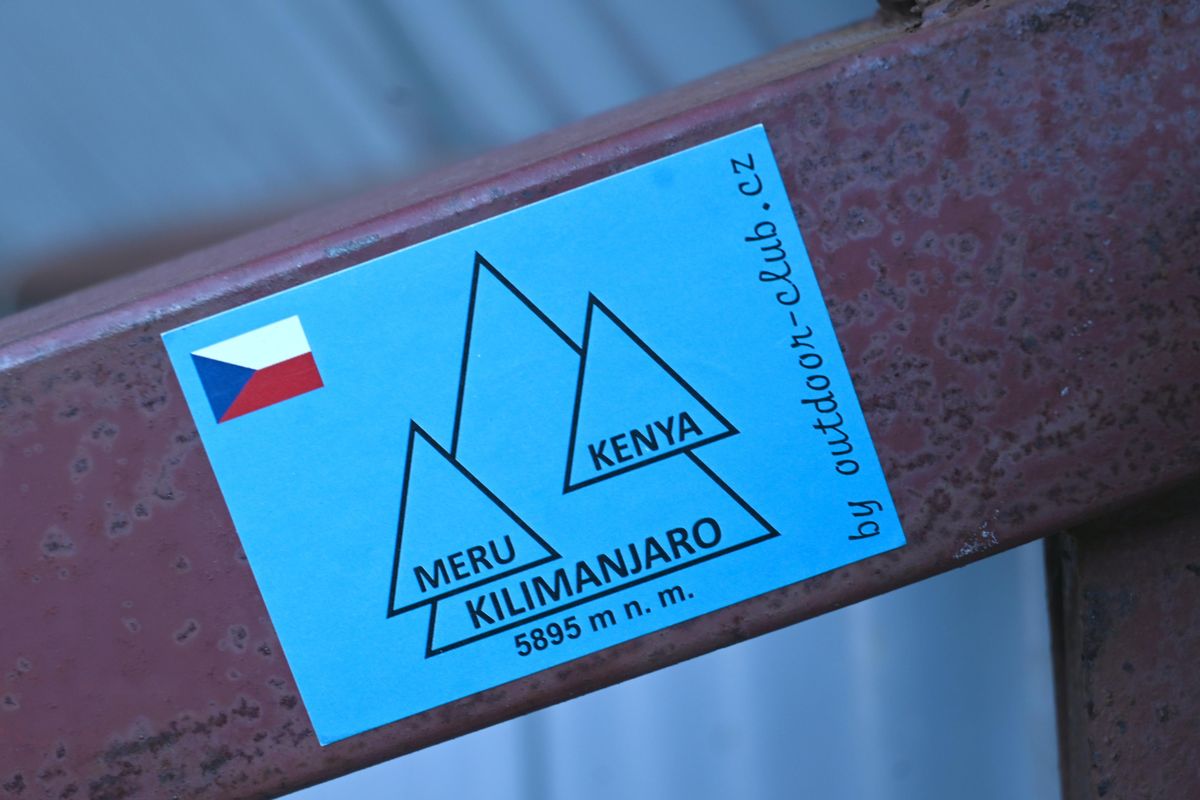 KENYA
MERU
KILIMANJARO
5895 m n. m.
by outdoor-club.cz